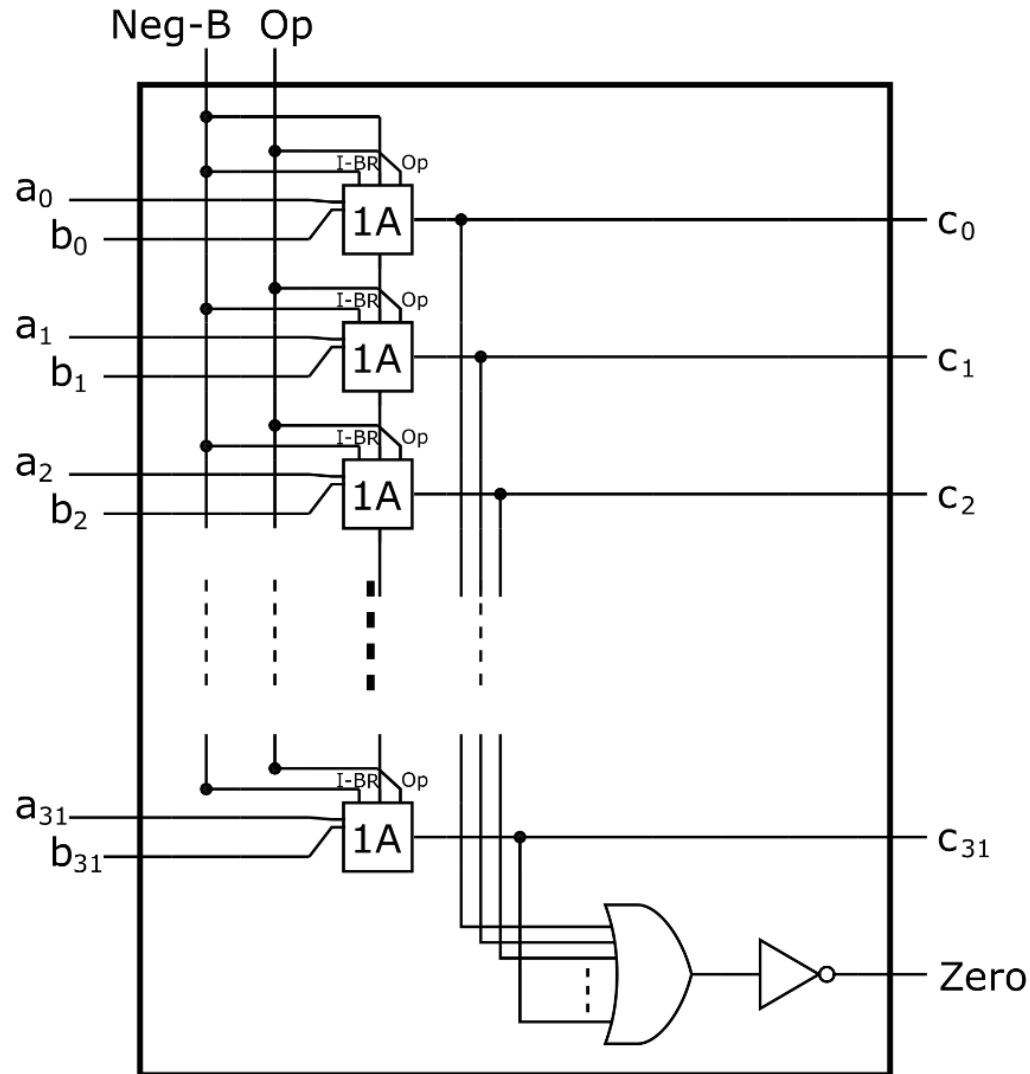 Neg-B Op
I-BR Op
a0
1A
c0
b0
I-BR Op
a1
1A
c1
b1
I-BR Op
a2
1A
c2
b2
I-BR Op
a31
1A
c31
b31
Zero